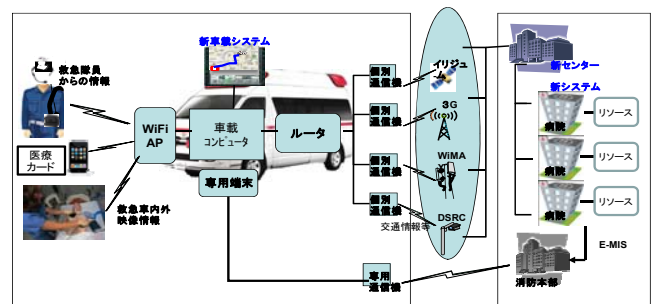 新車載システム
救急隊員
からの情報
WiFi
AP
車載
コンピュータ
ルータ
専用端末
医療
カード
救急車内外
映像情報
個別
通信機
個別
通信機
個別
通信機
個別
通信機
専用
通信機
イリジュー
ム
3G
WiMA
DSRC
交通情報等
新センター
新システム
病院
リソース
病院
リソース
病院
リソース
E-MIS
消防本部